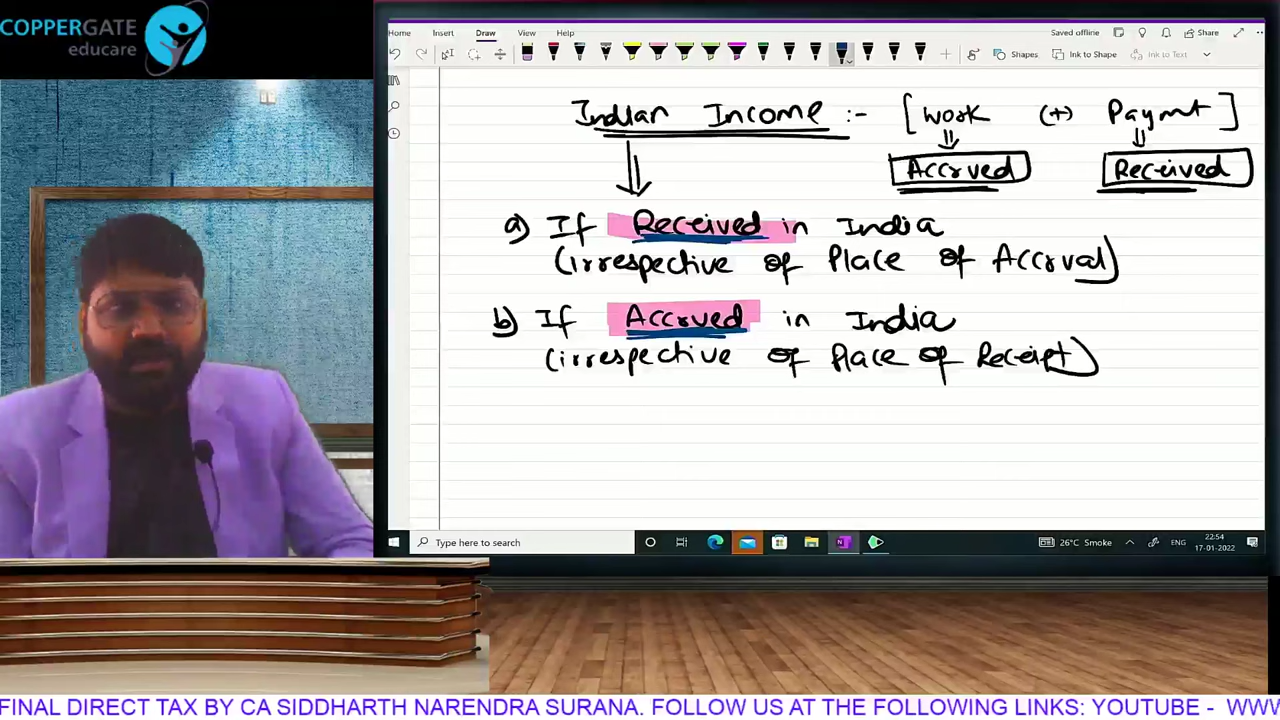 COPPERGATE
educare
Home Insert Draw View Help
Saved offline
Share
Shapes
Ink to Shape
Ink to Text
Indian Income :- [Work (+) Paymt]
Accrued Received
a) If Received in India
(irrespective of Place of Accrual)
b) If Accrued in India
(irrespective of Place of Receipt)
Type here to search
26°C Smoke
ENG
22:54
17-01-2022
FINAL DIRECT TAX BY CA SIDDHARTH NARENDRA SURANA. FOLLOW US AT THE FOLLOWING LINKS: YOUTUBE - WWW